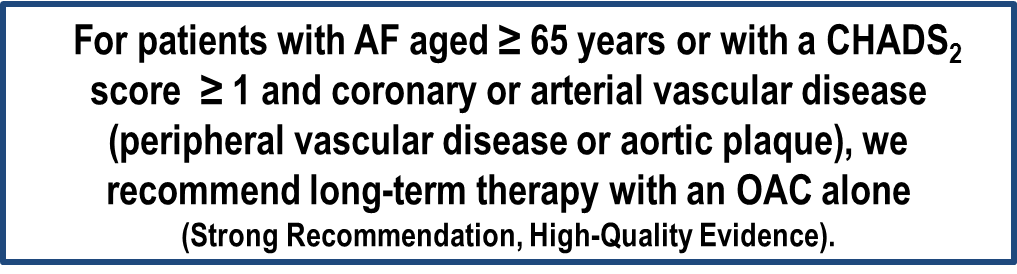 For patients with AF aged ≥ 65 years or with a CHADS₂
score ≥ 1 and coronary or arterial vascular disease
(peripheral vascular disease or aortic plaque), we
recommend long-term therapy with an OAC alone
(Strong Recommendation, High-Quality Evidence).